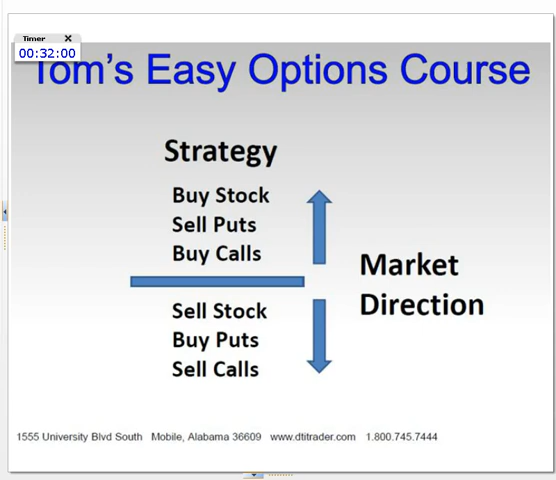 Timer X
00:32:00
Tom's Easy Options Course
Strategy
Buy Stock
Sell Puts
Buy Calls
Market
Direction
Sell Stock
Buy Puts
Sell Calls
1555 University Blvd South Mobile, Alabama 36609 www.dtitrader.com 1.800.745.7444